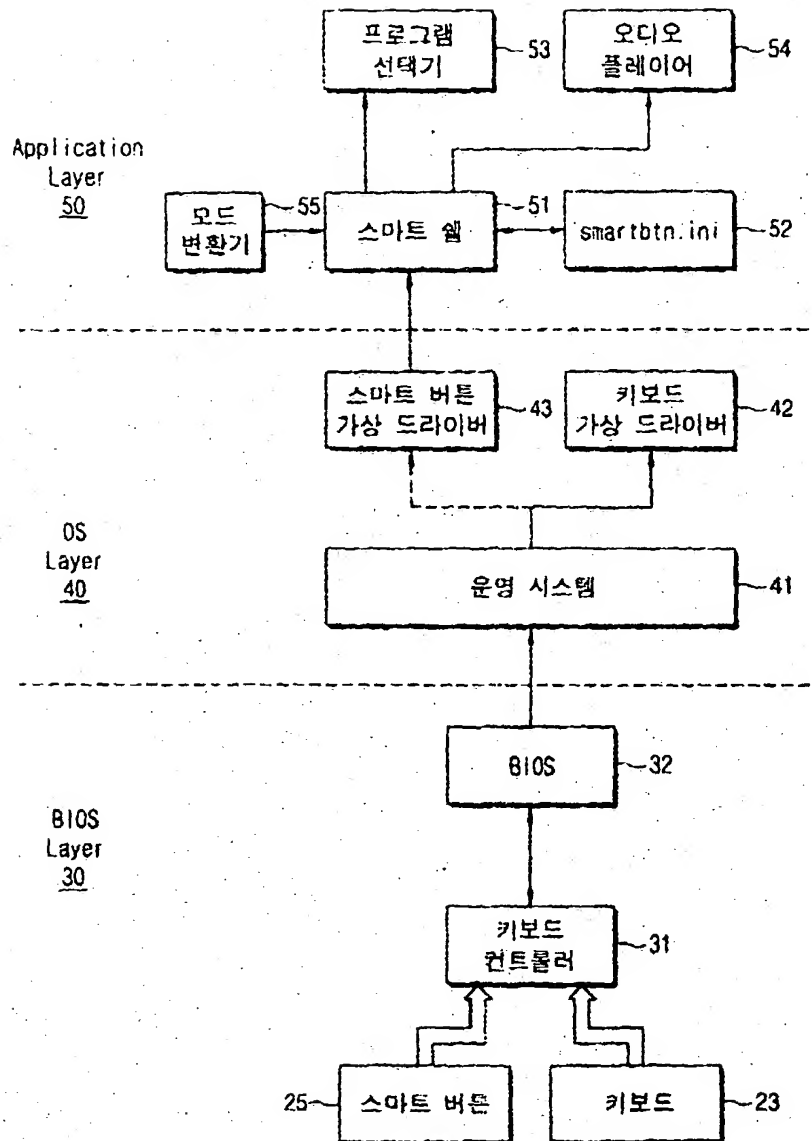 프로그램
선택기
53
오디오
플레이어
54
Application
Layer
50
모드
변환기
55
스마트 쉘
51
smartbtn.ini
52
스마트 버튼
가상 드라이버
43
키보드
가상 드라이버
42
OS
Layer
40
운영 시스템
41
BIOS
32
BIOS
Layer
30
키보드
컨트롤러
31
25
스마트 버튼
키보드
23